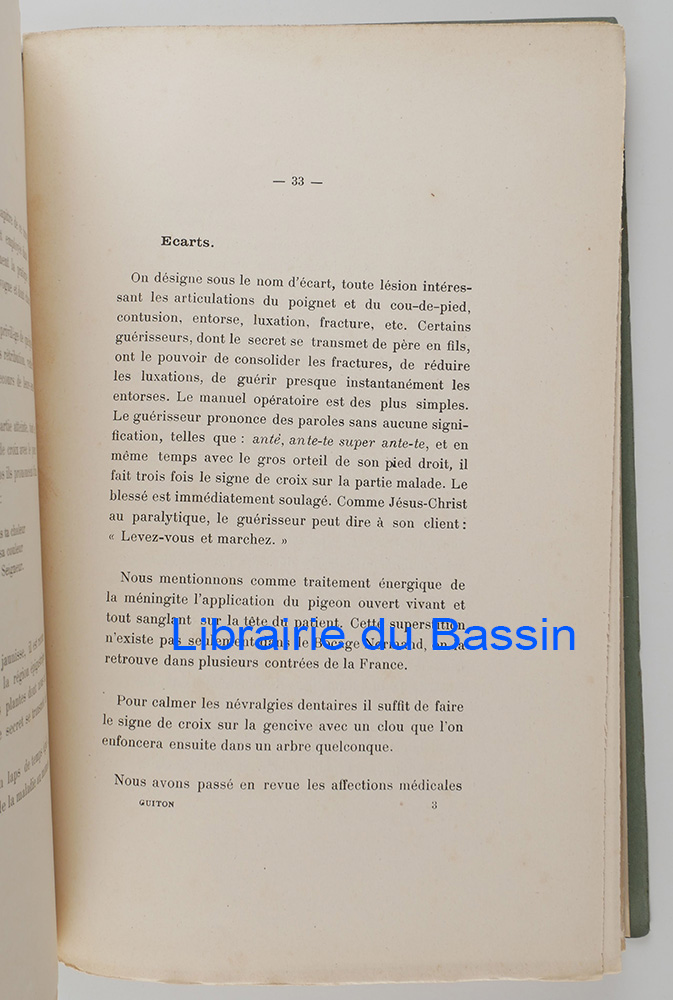 — 33 —
Ecarts.
On désigne sous le nom d'écart, toute lésion intéres-
sant les articulations du poignet et du cou-de-pied,
contusion, entorse, luxation, fracture, etc. Certains
guérisseurs, dont le secret se transmet de père en fils,
ont le pouvoir de consolider les fractures, de réduire
les luxations, de guérir presque instantanément les
entorses. Le manuel opératoire est des plus simples.
Le guérisseur prononce des paroles sans aucune signi-
fication, telles que : anté, ante-te super ante-te, et en
même temps avec le gros orteil de son pied droit, il
fait trois fois le signe de croix sur la partie malade. Le
blessé est immédiatement soulagé. Comme Jésus-Christ
au paralytique, le guérisseur peut dire à son client :
« Levez-vous et marchez. »
Nous mentionnons comme traitement énergique de
la méningite l'application du pigeon ouvert vivant et
tout sanglant sur la tête du patient. Cette superstition
n'existe pas seulement dans le Bocage Normand, on la
retrouve dans plusieurs contrées de la France.
Pour calmer les névralgies dentaires il suffit de faire
le signe de croix sur la gencive avec un clou que l'on
enfoncera ensuite dans un arbre quelconque.
Nous avons passé en revue les affections médicales
GUITON 3
Librairie du Bassin